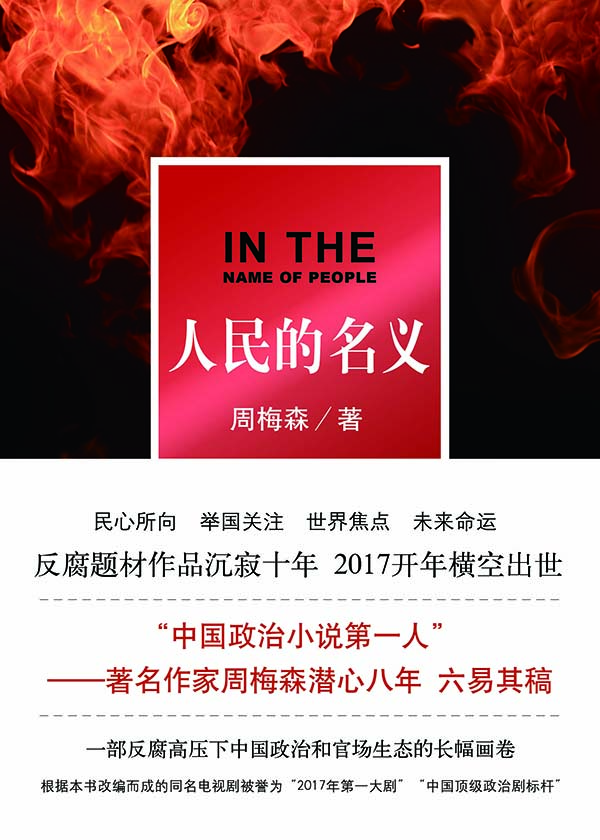 IN THE
NAME OF PEOPLE
人民的名义
周梅森/著
民心所向 举国关注 世界焦点 未来命运
反腐题材作品沉寂十年 2017开年横空出世
“中国政治小说第一人”
——著名作家周梅森潜心八年 六易其稿
一部反腐高压下中国政治和官场生态的长幅画卷
根据本书改编而成的同名电视剧被誉为“2017年第一大剧” “中国顶级政治剧标杆”